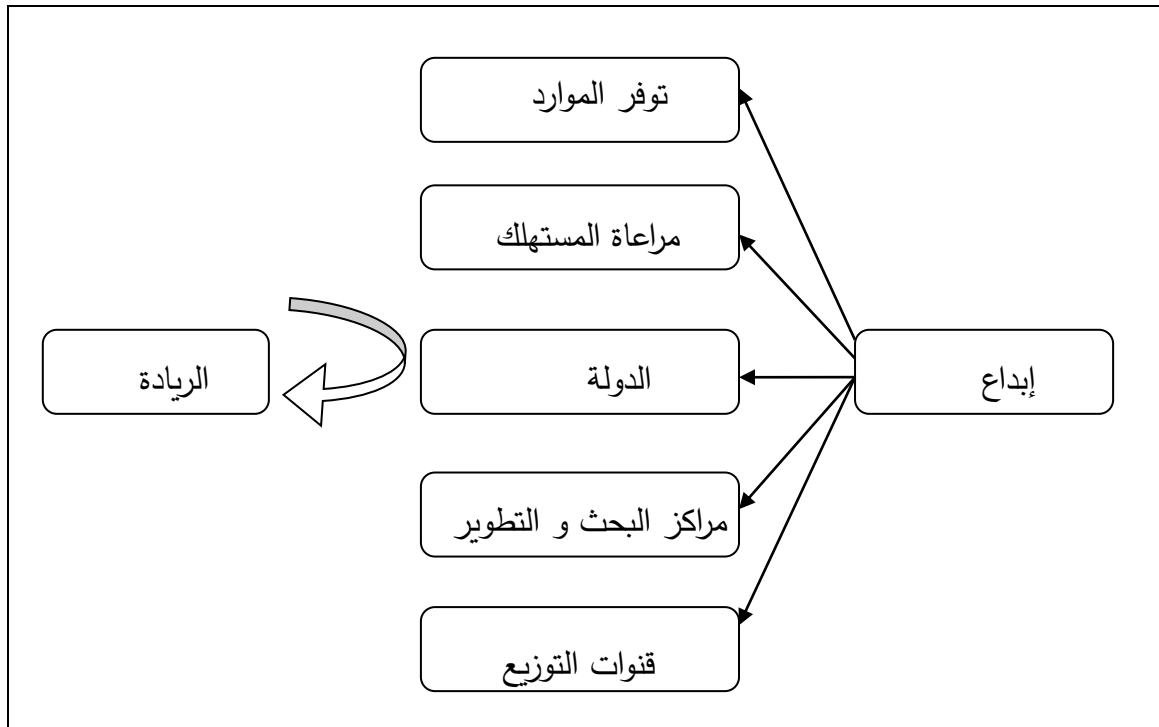 توفر الموارد
مراعاة المستهلك
إبداع
الدولة
الريادة
مراكز البحث و التطوير
قنوات التوزيع